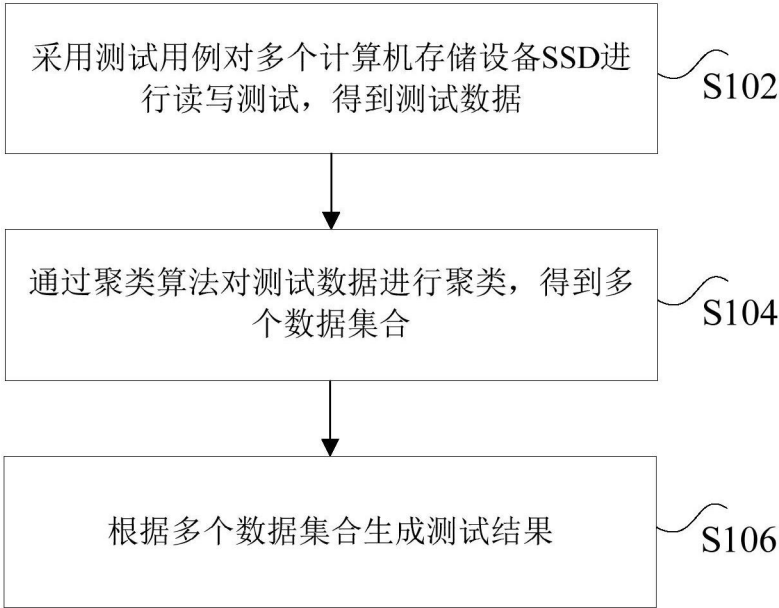 采用测试用例对多个计算机存储设备SSD进
行读写测试，得到测试数据
S102
通过聚类算法对测试数据进行聚类，得到多
个数据集合
S104
根据多个数据集合生成测试结果
S106